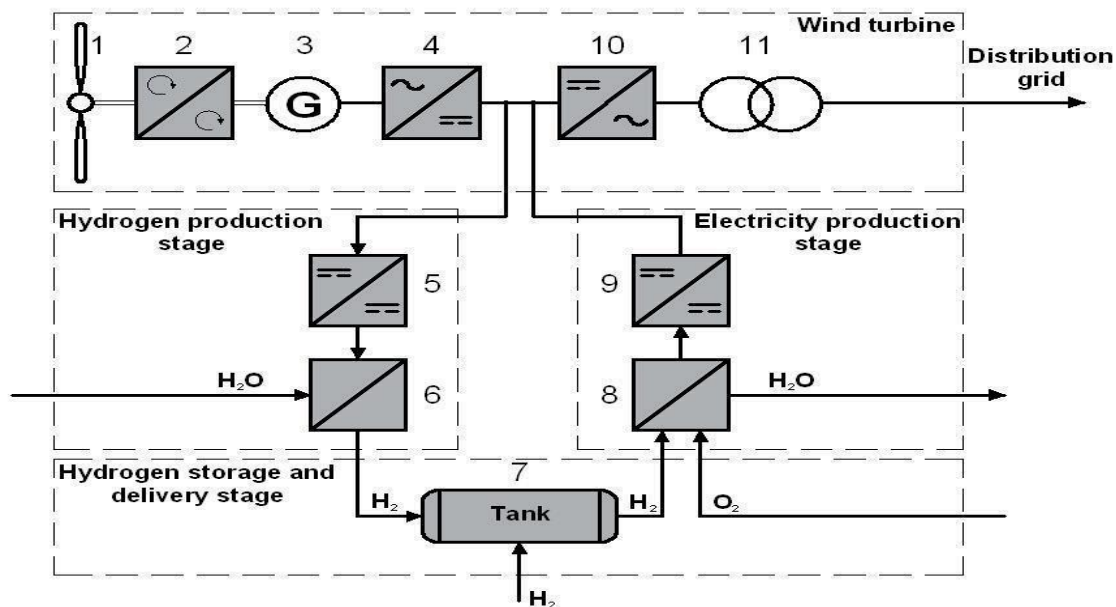 Wind turbine
1 2 3 4 10 11
Distribution
grid
G
Hydrogen production
stage
Electricity production
stage
5
9
H₂O
6
8
H₂O
Hydrogen storage and
delivery stage
7
H₂
Tank
H₂
O₂
H₂